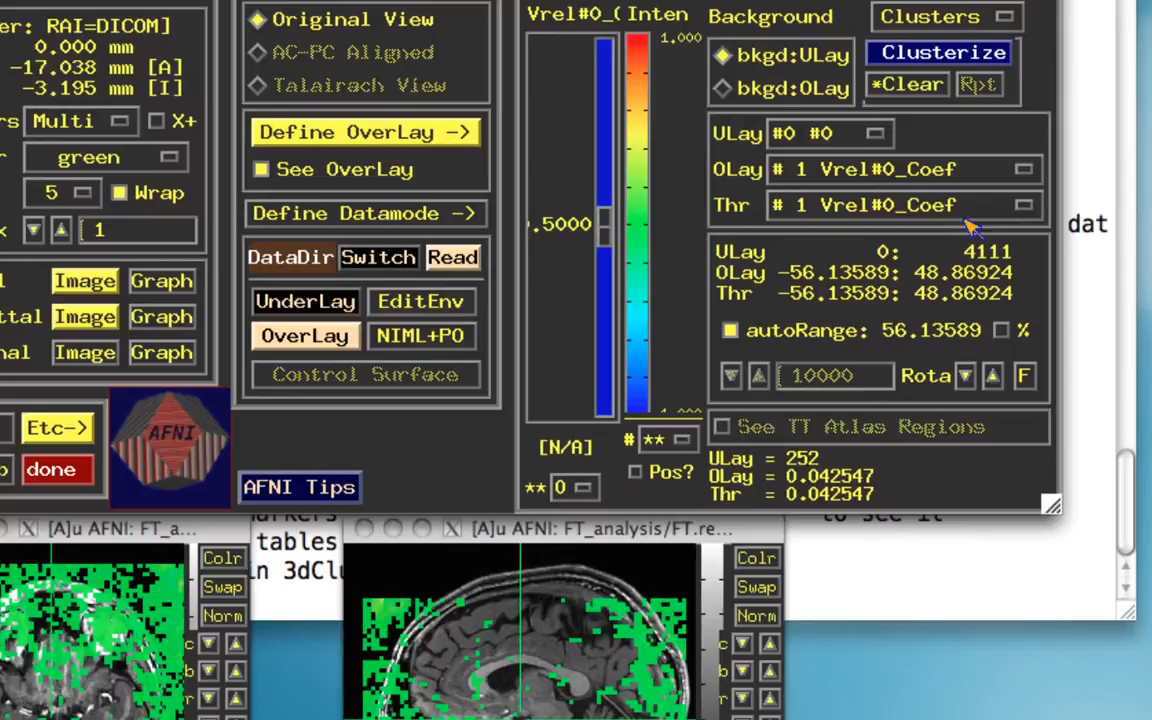 er: RAI=DICOM]
0.000 mm
-17.038 mm [A]
-3.195 mm [I]
rs Multi X+
r green
5 Wrap
x 1
l Image Graph
ttal Image Graph
nal Image Graph
Etc->
p done
AFNI
Original View
AC-PC Aligned
Talairach View
Define OverLay ->
See OverLay
Define Datamode ->
DataDir Switch Read
UnderLay EditEnv
OverLay NIML+PO
Control Surface
AFNI Tips
Vrel#0_( Inten
1.000
.5000
[N/A]
** 0
# **
Pos?
Background Clusters
bkgd:ULay Clusterize
bkgd:OLay *Clear Rpt
ULay #0 #0
OLay # 1 Vrel#0_Coef
Thr # 1 Vrel#0_Coef
ULay 0: 4111
OLay -56.13589: 48.86924
Thr -56.13589: 48.86924
autoRange: 56.13589 %
10000 Rota F
See TT Atlas Regions
ULay = 252
OLay = 0.042547
Thr = 0.042547
dat
to see it
tables
in 3dClu
X [A]u AFNI: FT_a...
X [A]u AFNI: FT_analysis/FT.re...
Colr
Swap
Norm
c
b
r
Colr
Swap
Norm
c
b
r